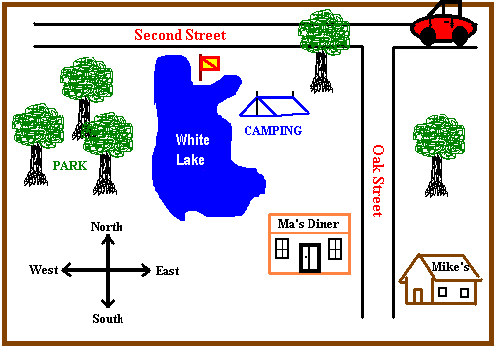 Second Street
White
Lake
CAMPING
PARK
Oak Street
Ma's Diner
North
West
East
South
Mike's